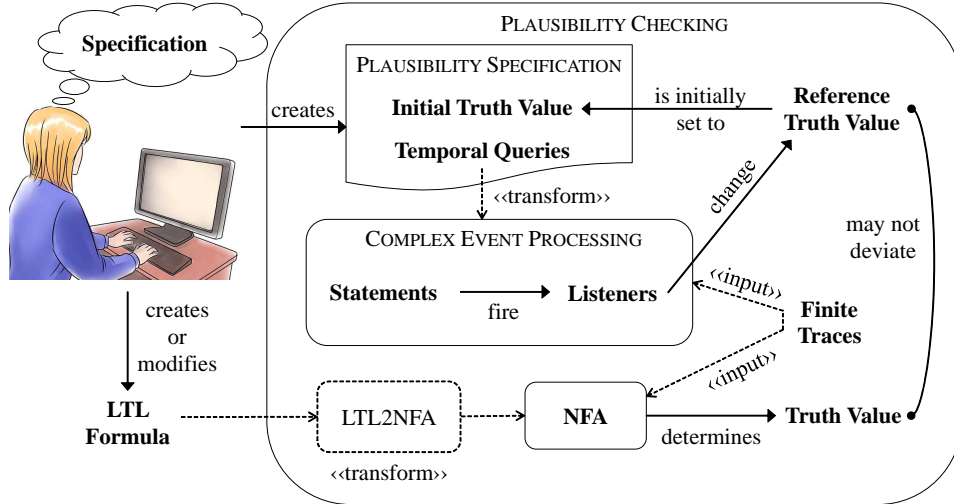 PLAUSIBILITY CHECKING
Specification
PLAUSIBILITY SPECIFICATION
creates
Initial Truth Value
is initially
set to
Reference
Truth Value
Temporal Queries
‹‹transform››
change
COMPLEX EVENT PROCESSING
may not
deviate
Statements
fire
Listeners
‹‹input››
Finite
Traces
creates
or
modifies
‹‹input››
LTL
Formula
LTL2NFA
NFA
determines
Truth Value
‹‹transform››